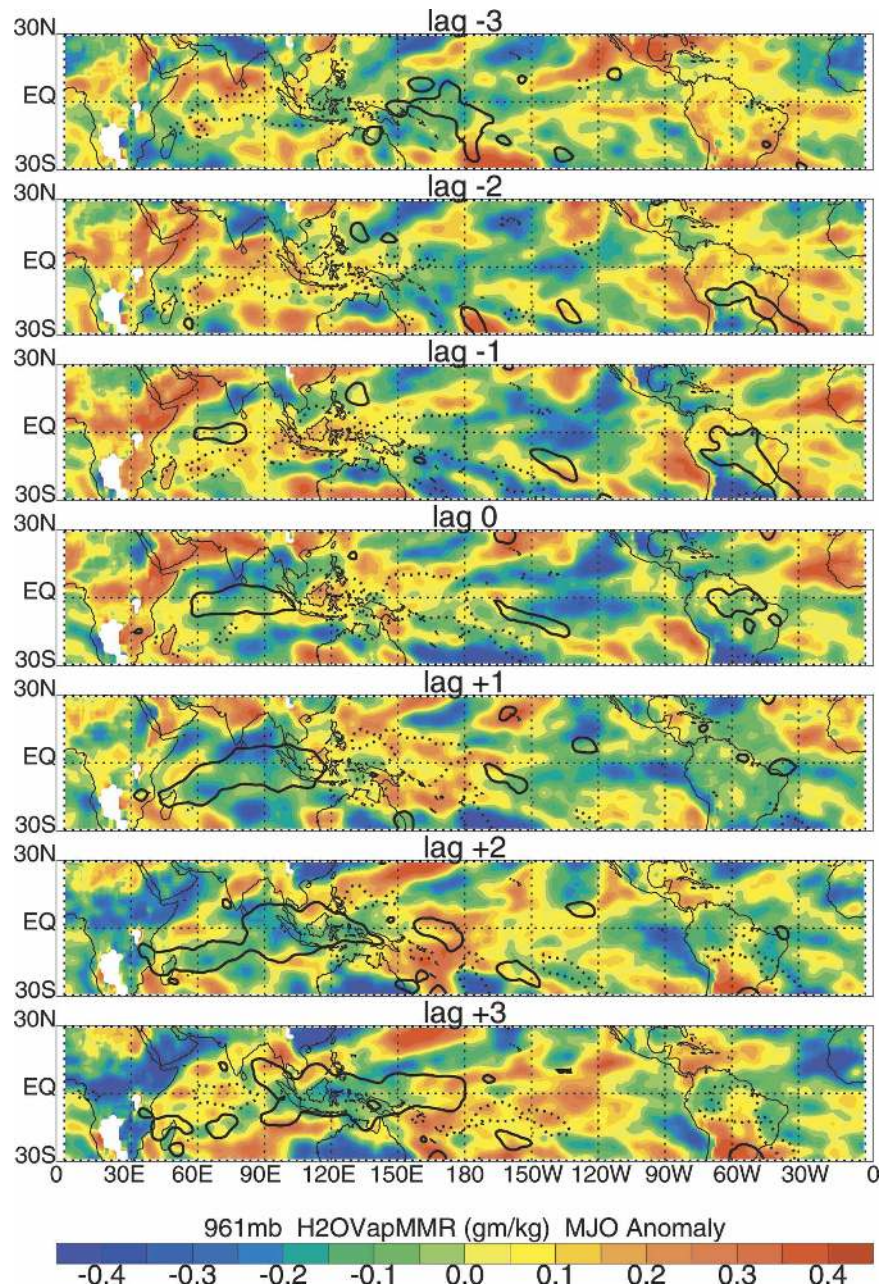 lag -3
30N
EQ
30S
lag -2
30N
EQ
30S
lag -1
30N
EQ
30S
lag 0
30N
EQ
30S
lag +1
30N
EQ
30S
lag +2
30N
EQ
30S
lag +3
30N
EQ
30S
0 30E 60E 90E 120E 150E 180 150W 120W 90W 60W 30W 0
961mb H2OVapMMR (gm/kg) MJO Anomaly
-0.4 -0.3 -0.2 -0.1 0.0 0.1 0.2 0.3 0.4